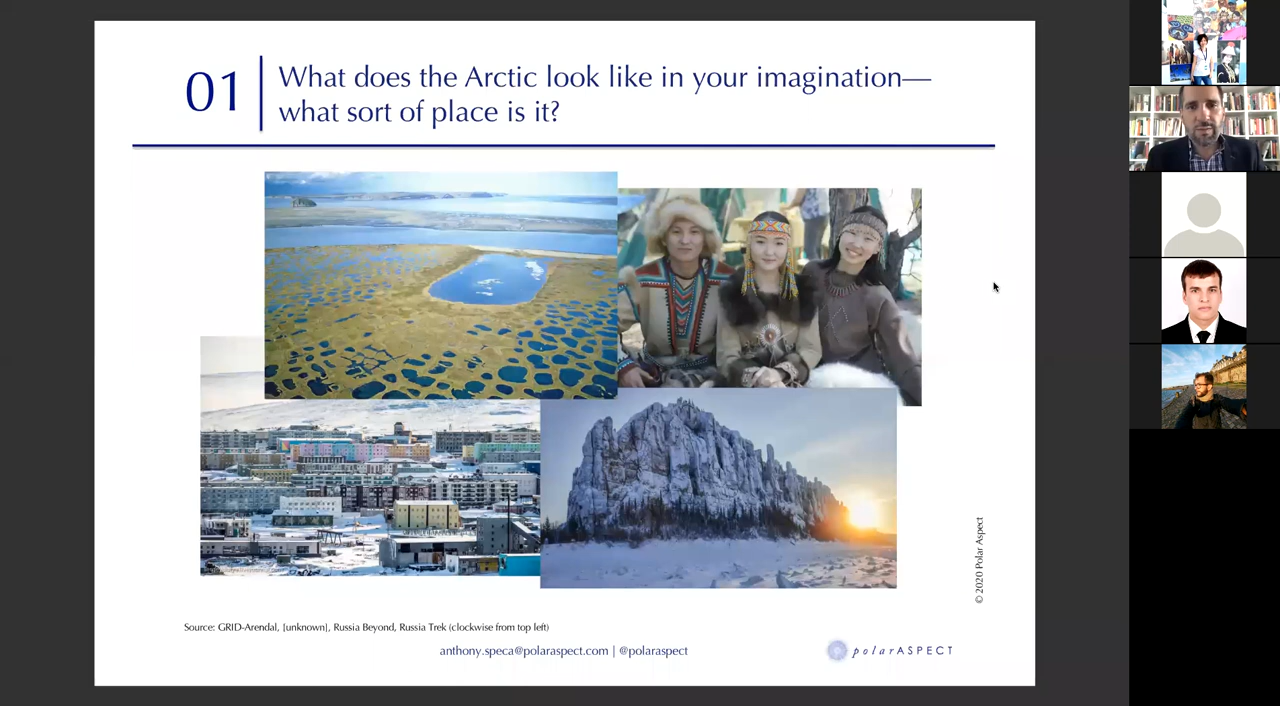 01
What does the Arctic look like in your imagination—
what sort of place is it?
© 2020 Polar Aspect
Source: GRID-Arendal, [unknown], Russia Beyond, Russia Trek (clockwise from top left)
anthony.speca@polaraspect.com | @polaraspect
polarASPECT